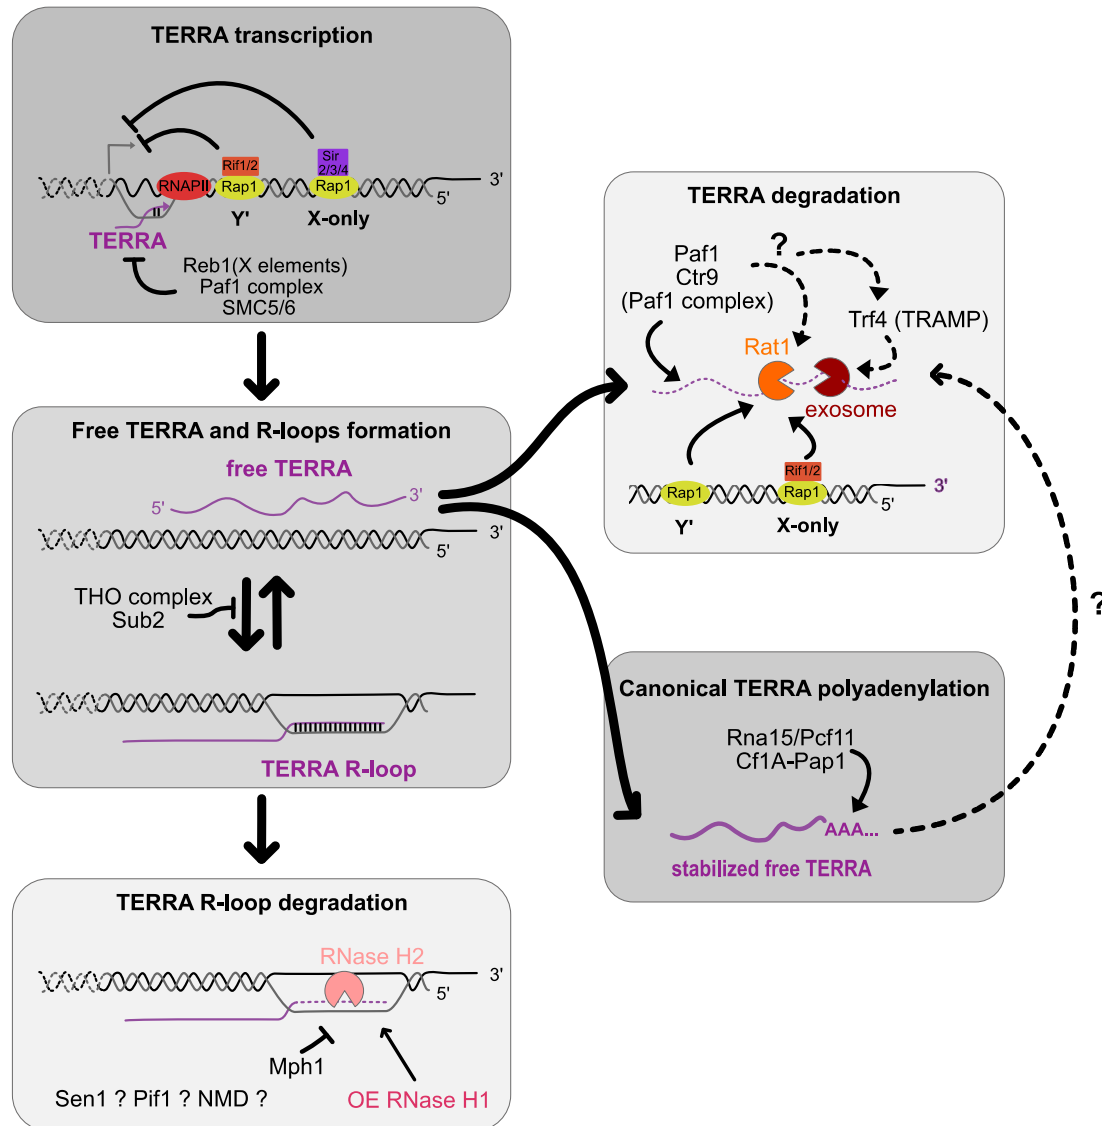 TERRA transcription
Rif1/2
Sir
2/3/4
RNAPII
Rap1
Rap1
3'
5'
Y'
X-only
TERRA
Reb1(X elements)
Paf1 complex
SMC5/6
Free TERRA and R-loops formation
free TERRA
5'
3'
3'
5'
THO complex
Sub2
TERRA R-loop
TERRA R-loop degradation
RNase H2
3'
5'
Mph1
Sen1 ? Pif1 ? NMD ?
OE RNase H1
TERRA degradation
Paf1
Ctr9
(Paf1 complex)
?
Trf4 (TRAMP)
Rat1
exosome
Rif1/2
Rap1
Rap1
3'
5'
Y'
X-only
?
Canonical TERRA polyadenylation
Rna15/Pcf11
Cf1A-Pap1
AAA...
stabilized free TERRA